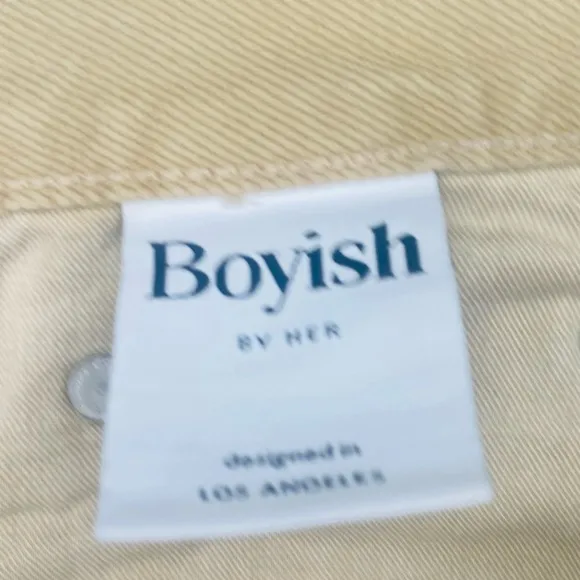 Boyish
BY HER
designed in
LOS ANGELES